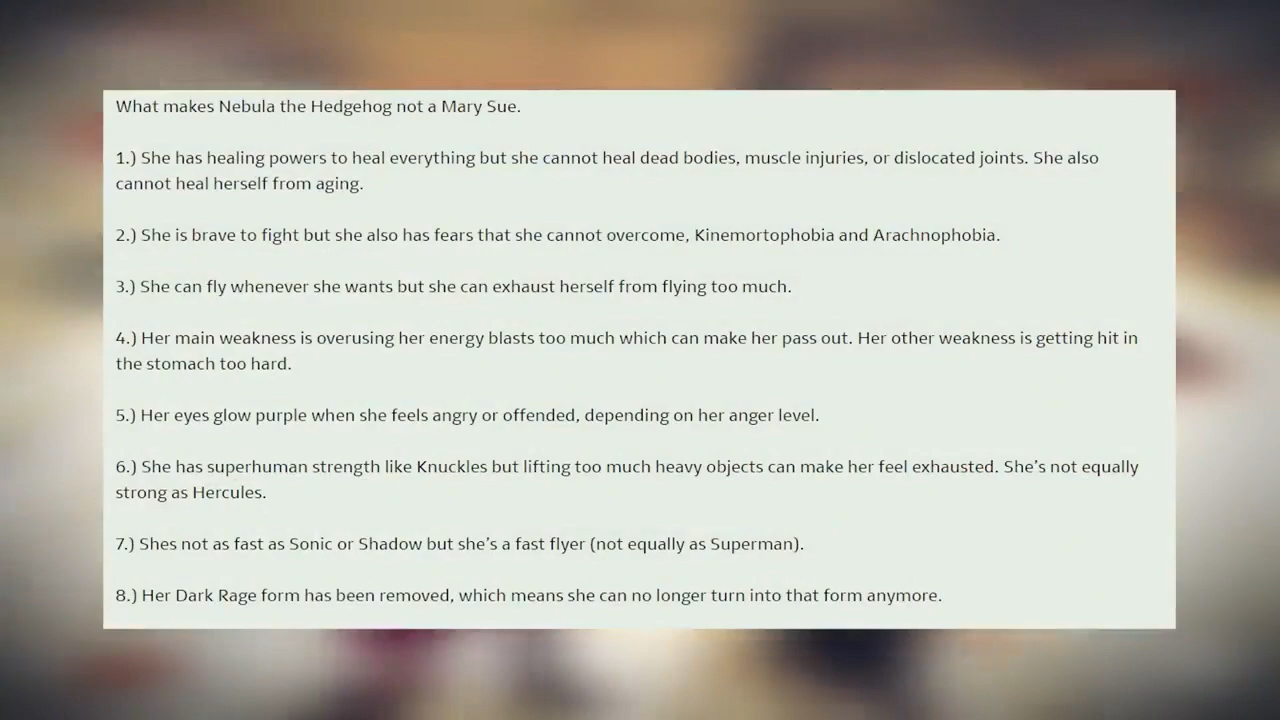 What makes Nebula the Hedgehog not a Mary Sue.
1.) She has healing powers to heal everything but she cannot heal dead bodies, muscle injuries, or dislocated joints. She also
cannot heal herself from aging.
2.) She is brave to fight but she also has fears that she cannot overcome, Kinemortophobia and Arachnophobia.
3.) She can fly whenever she wants but she can exhaust herself from flying too much.
4.) Her main weakness is overusing her energy blasts too much which can make her pass out. Her other weakness is getting hit in
the stomach too hard.
5.) Her eyes glow purple when she feels angry or offended, depending on her anger level.
6.) She has superhuman strength like Knuckles but lifting too much heavy objects can make her feel exhausted. She's not equally
strong as Hercules.
7.) Shes not as fast as Sonic or Shadow but she's a fast flyer (not equally as Superman).
8.) Her Dark Rage form has been removed, which means she can no longer turn into that form anymore.